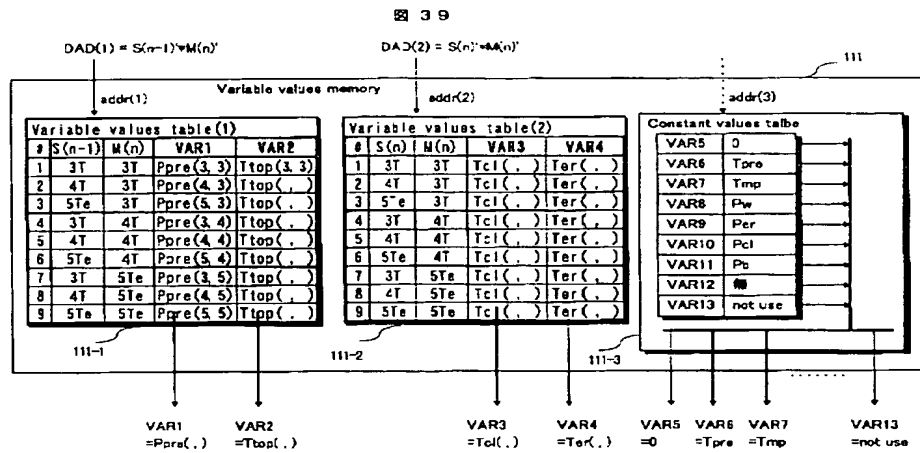 図 39
DAD(1) = S(n-1)'*M(n)'
DAD(2) = S(n)'*M(n)'
111
Variable values memory
addr(1)
addr(2)
addr(3)
Variable values table(1)
# S(n-1) M(n) VAR1 VAR2
1 3T 3T Ppre(3, 3) Ttop(3, 3)
2 4T 3T Ppre(4, 3) Ttop( , )
3 5Te 3T Ppre(5, 3) Ttop( , )
4 3T 4T Ppre(3, 4) Ttop( , )
5 4T 4T Ppre(4, 4) Ttop( , )
6 5Te 4T Ppre(5, 4) Ttop( , )
7 3T 5Te Ppre(3, 5) Ttop( , )
8 4T 5Te Ppre(4, 5) Ttop( , )
9 5Te 5Te Ppre(5, 5) Ttop( , )
111-1
Variable values table(2)
# S(n) M(n) VAR3 VAR4
1 3T 3T Tcl( , ) Ter( , )
2 4T 3T Tcl( , ) Ter( , )
3 5Te 3T Tcl( , ) Ter( , )
4 3T 4T Tcl( , ) Ter( , )
5 4T 4T Tcl( , ) Ter( , )
6 5Te 4T Tcl( , ) Ter( , )
7 3T 5Te Tcl( , ) Ter( , )
8 4T 5Te Tcl( , ) Ter( , )
9 5Te 5Te Tcl( , ) Ter( , )
111-2
Constant values talbe
VAR5 0
VAR6 Tpre
VAR7 Tmp
VAR8 Pw
VAR9 Per
VAR10 Pcl
VAR11 Pb
VAR12
VAR13 not use
111-3
VAR1 =Ppre( , )
VAR2 =Ttop( , )
VAR3 =Tcl( , )
VAR4 =Ter( , )
VAR5 =0
VAR6 =Tpre
VAR7 =Tmp
VAR13 =not use